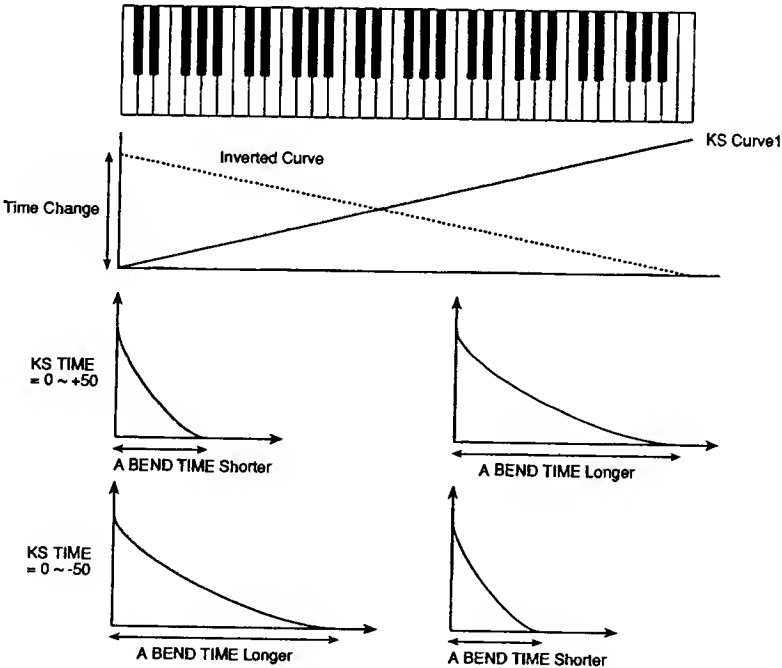 KS Curve1
Inverted Curve
Time Change
KS TIME
= 0 ~ +50
A BEND TIME Shorter
A BEND TIME Longer
KS TIME
= 0 ~ -50
A BEND TIME Longer
A BEND TIME Shorter